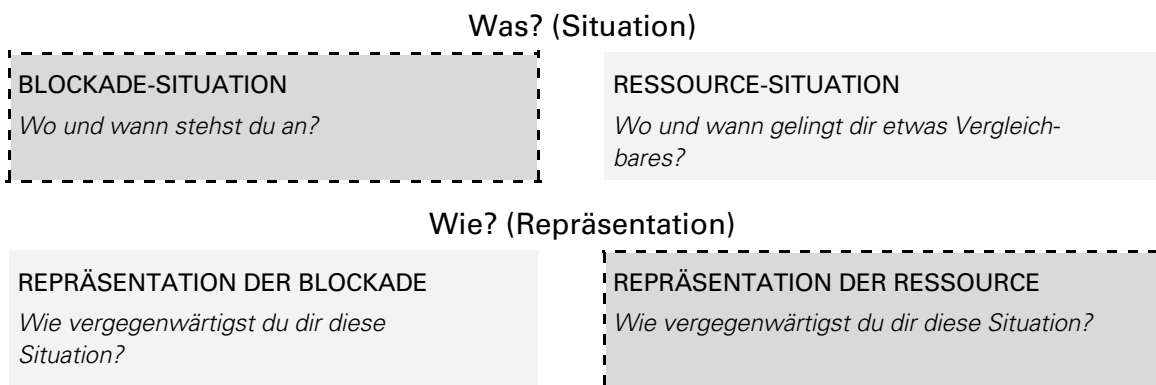 Was? (Situation)
BLOCKADE-SITUATION
Wo und wann stehst du an?
RESSOURCE-SITUATION
Wo und wann gelingt dir etwas Vergleich-
bares?
Wie? (Repräsentation)
REPRÄSENTATION DER BLOCKADE
Wie vergegenwärtigst du dir diese
Situation?
REPRÄSENTATION DER RESSOURCE
Wie vergegenwärtigst du dir diese Situation?